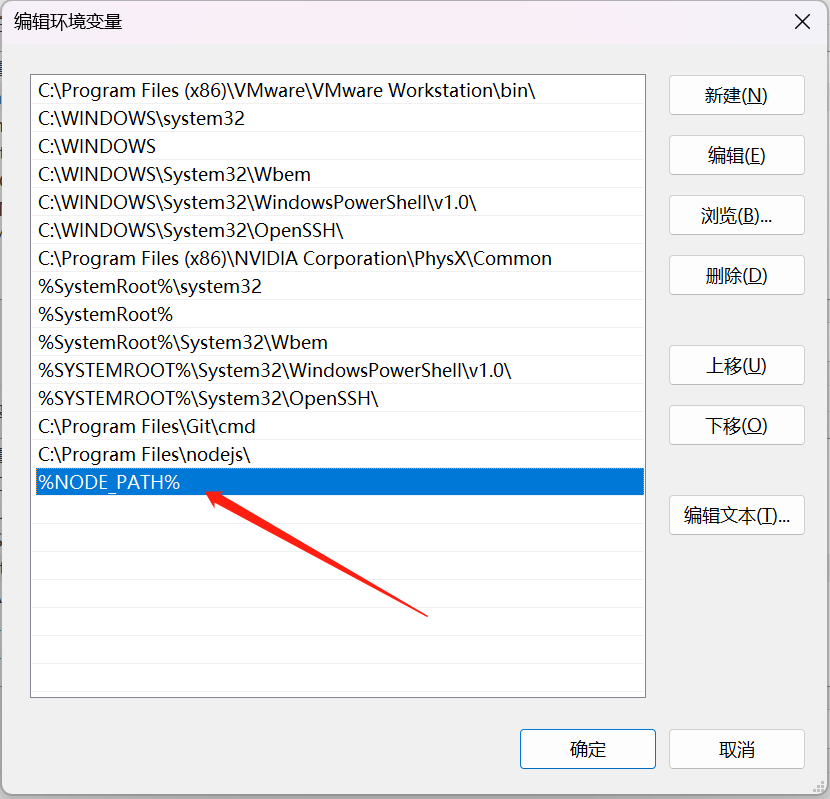 编辑环境变量
C:\Program Files (x86)\VMware\VMware Workstation\bin\
C:\WINDOWS\system32
C:\WINDOWS
C:\WINDOWS\System32\Wbem
C:\WINDOWS\System32\WindowsPowerShell\v1.0\
C:\WINDOWS\System32\OpenSSH\
C:\Program Files (x86)\NVIDIA Corporation\PhysX\Common
%SystemRoot%\system32
%SystemRoot%
%SystemRoot%\System32\Wbem
%SYSTEMROOT%\System32\WindowsPowerShell\v1.0\
%SYSTEMROOT%\System32\OpenSSH\
C:\Program Files\Git\cmd
C:\Program Files\nodejs\
%NODE_PATH%
新建(N)
编辑(E)
浏览(B)...
删除(D)
上移(U)
下移(O)
编辑文本(T)...
确定
取消